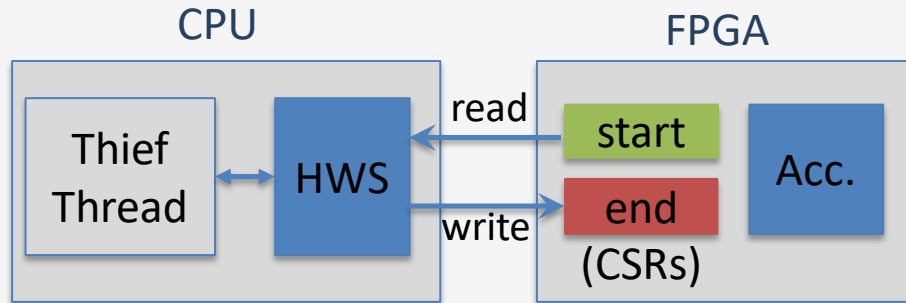 CPU
FPGA
Thief
Thread
HWS
read
write
start
end
(CSRs)
Acc.